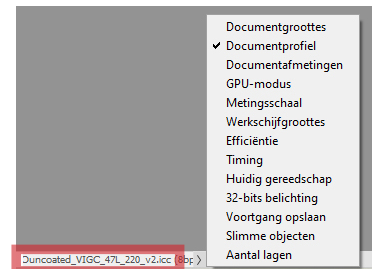 Documentgroottes
Documentprofiel
Documentafmetingen
GPU-modus
Metingsschaal
Werkschijfgroottes
Efficiëntie
Timing
Huidig gereedschap
32-bits belichting
Voortgang opslaan
Slimme objecten
Aantal lagen
Ouncoated_VIGC_47L_220_v2.icc (8bp